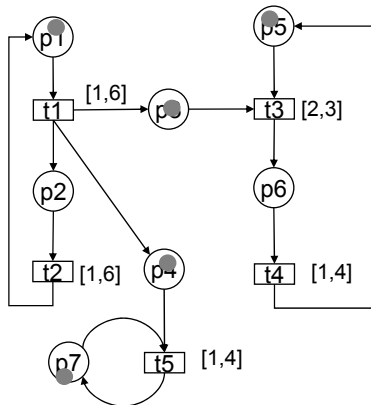 p1
p5
[1,6]
t1
p3
t3
[2,3]
p2
p6
t2
[1,6]
p4
t4
[1,4]
p7
t5
[1,4]